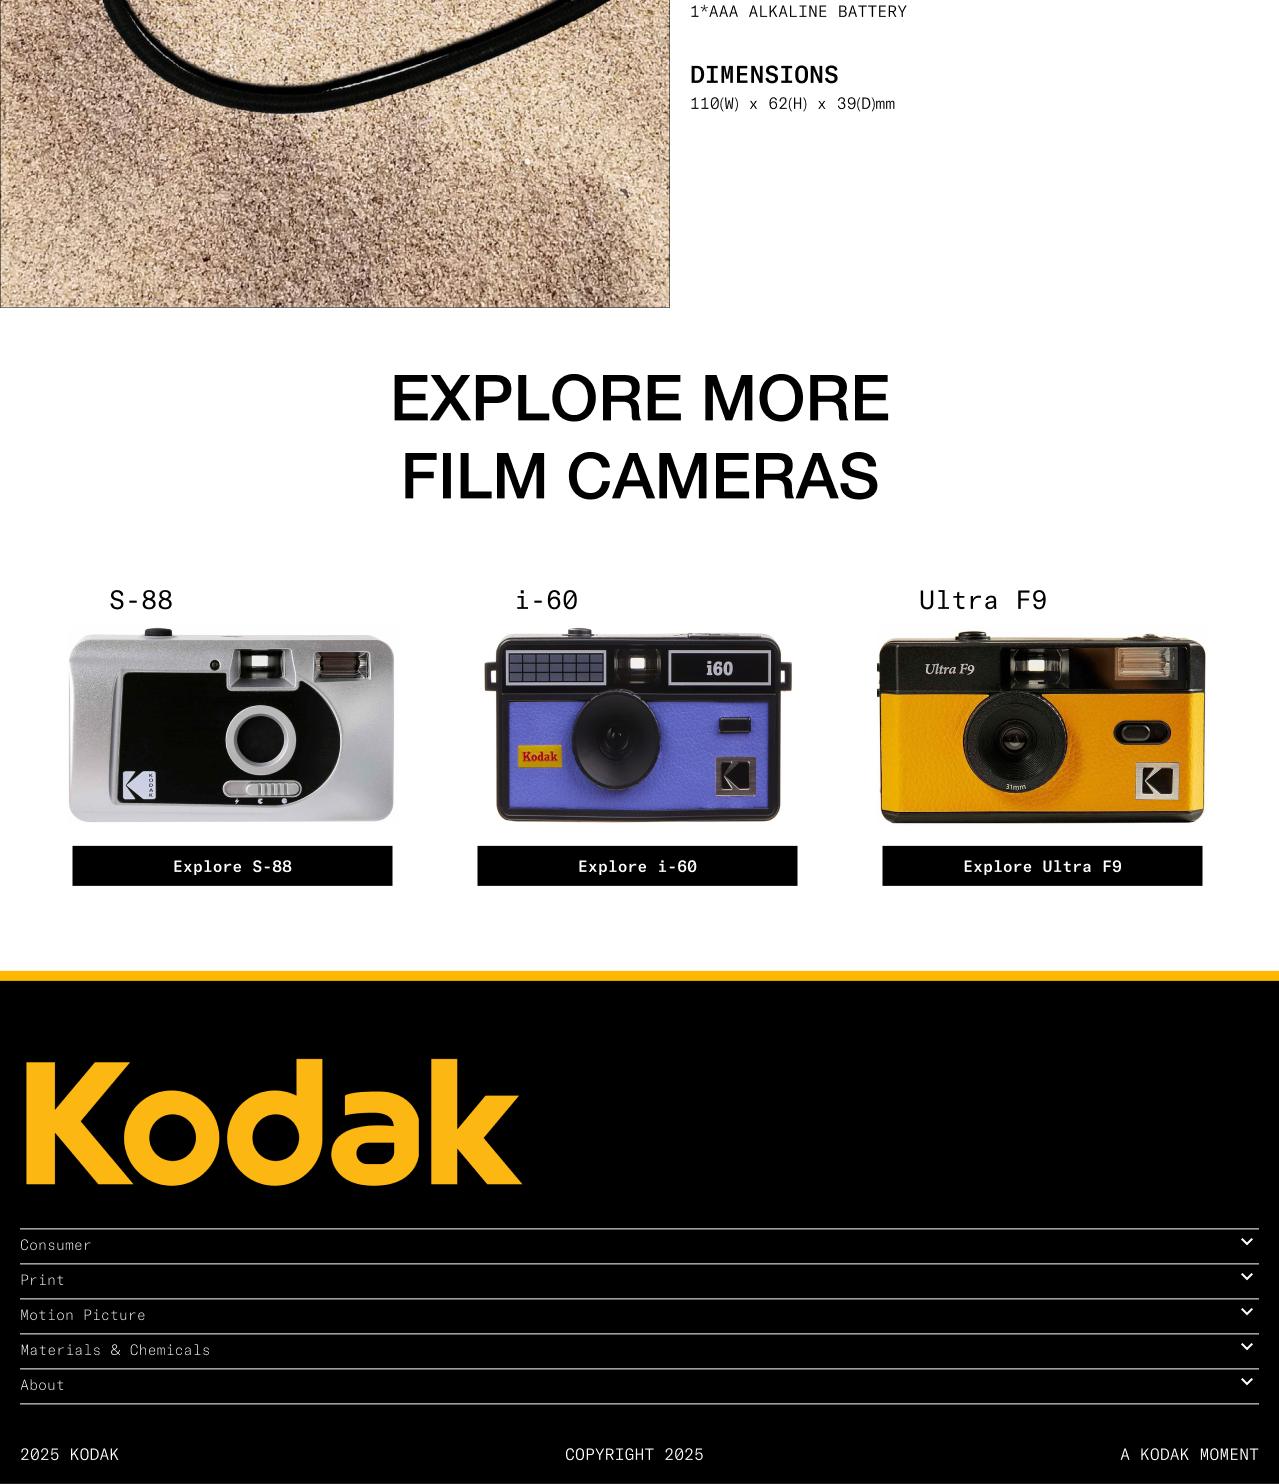 1*AAA ALKALINE BATTERY
DIMENSIONS
110(W) x 62(H) x 39(D)mm
EXPLORE MORE
FILM CAMERAS
S-88
i-60
Ultra F9
KODAK
i60
Kodak
Ultra F9
31mm
Explore S-88
Explore i-60
Explore Ultra F9
Kodak
Consumer
Print
Motion Picture
Materials & Chemicals
About
2025 KODAK
COPYRIGHT 2025
A KODAK MOMENT